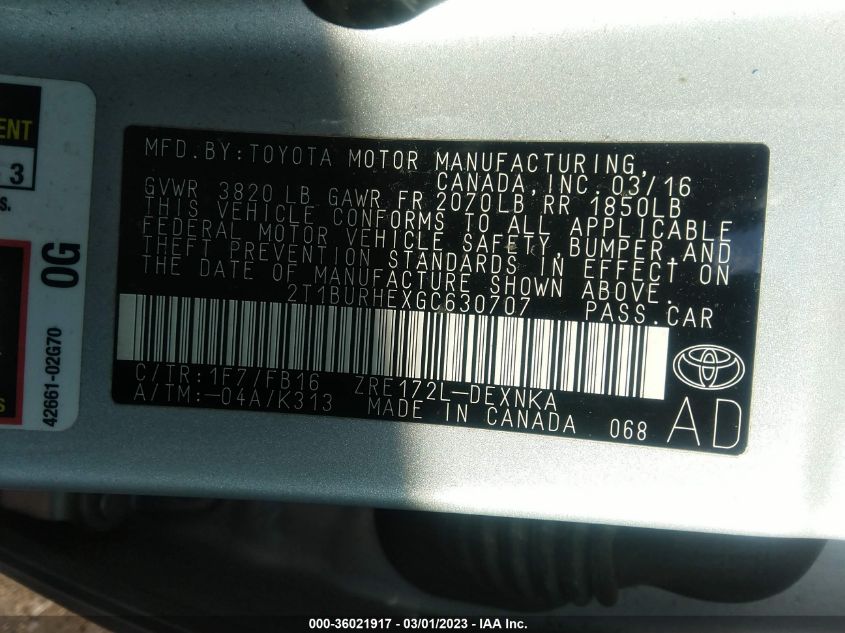 ENT
3
S.
0G
42661-02G70
S
MFD.BY:TOYOTA MOTOR MANUFACTURING,
CANADA,INC. 03/16
GVWR 3820 LB GAWR FR 2070LB RR 1850LB
THIS VEHICLE CONFORMS TO ALL APPLICABLE
FEDERAL MOTOR VEHICLE SAFETY,BUMPER,AND
THEFT PREVENTION STANDARDS IN EFFECT ON
THE DATE OF MANUFACTURE SHOWN ABOVE.
2T1BURHEXGC630707 PASS.CAR
C/TR:1F7/FB16 ZRE172L-DEXNKA
A/TM:-04A/K313 MADE IN CANADA 068
AD
000-36021917 - 03/01/2023 - IAA Inc.